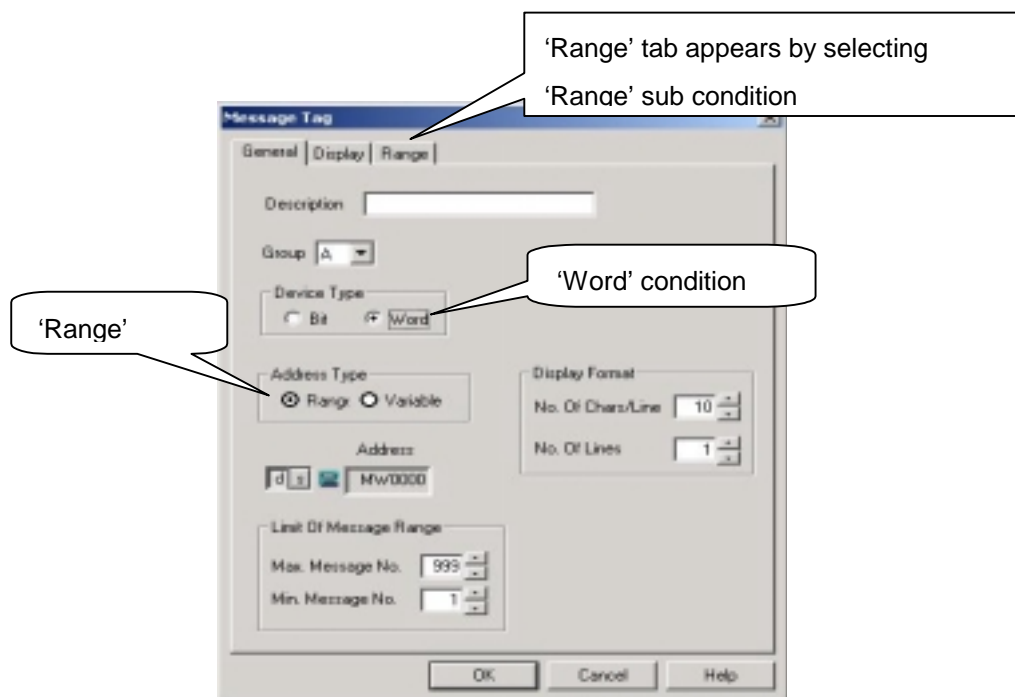 ‘Range’ tab appears by selecting
‘Range’ sub condition
Message Tag
General Display Range
Description
Group A
‘Word’ condition
Device Type
Bit Word
‘Range’
Address Type
Range Variable
Display Format
No. Of Chars/Line 10
No. Of Lines 1
Address
d s MW0000
Limit Of Message Range
Max. Message No. 999
Min. Message No. 1
OK Cancel Help